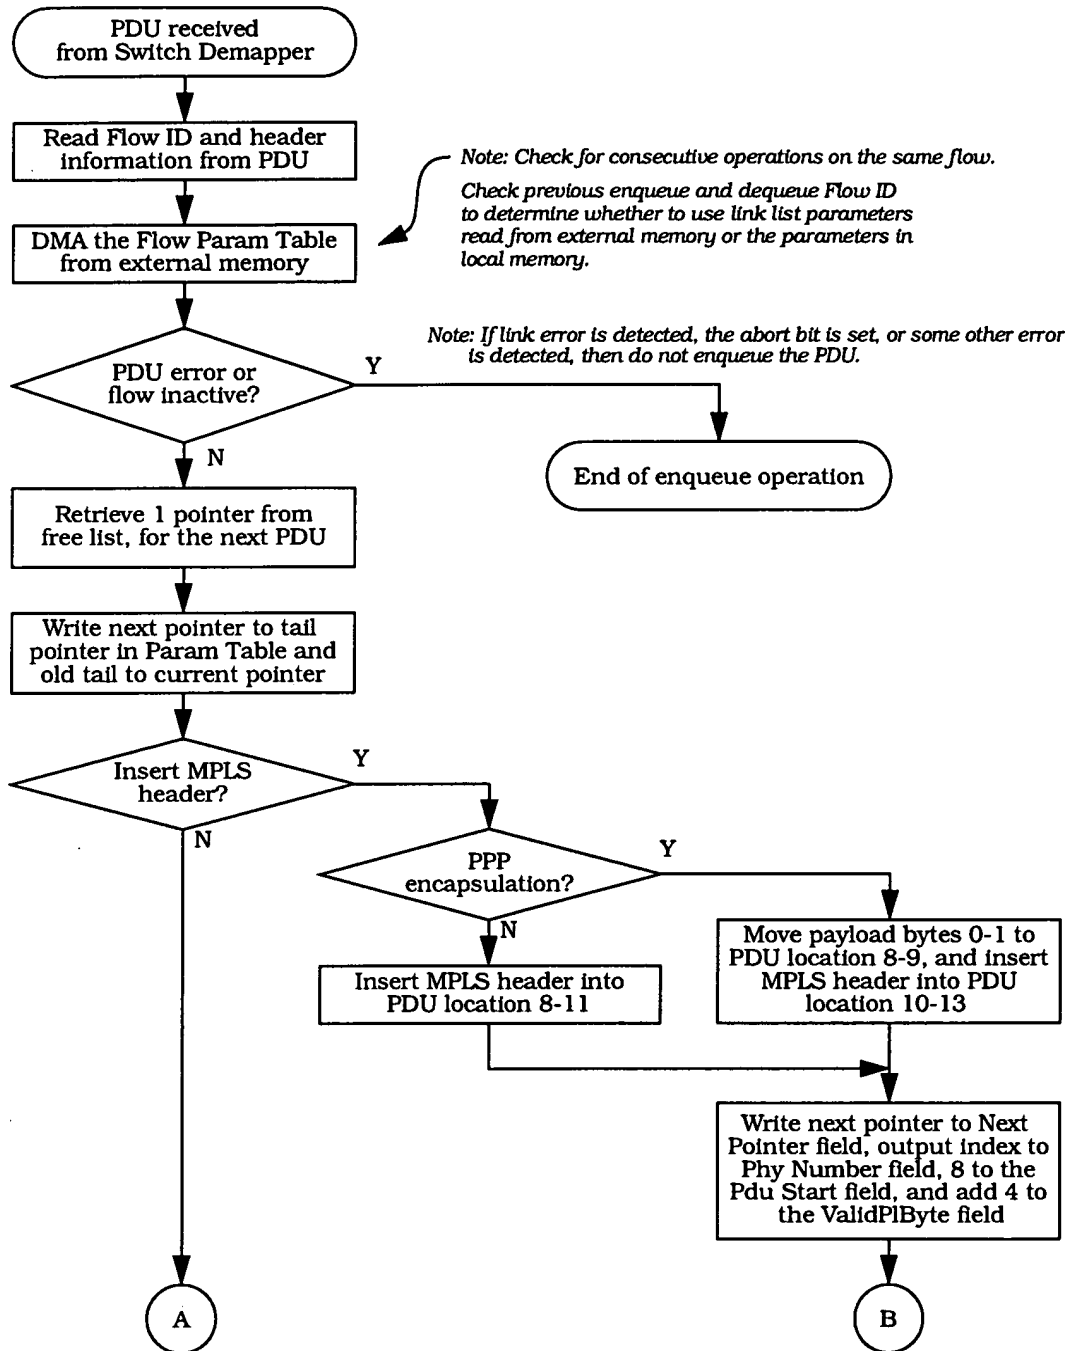 PDU received
from Switch Demapper
Read Flow ID and header
information from PDU
Note: Check for consecutive operations on the same flow.
Check previous enqueue and dequeue Flow ID
to determine whether to use link list parameters
read from external memory or the parameters in
local memory.
DMA the Flow Param Table
from external memory
Note: If link error is detected, the abort bit is set, or some other error
is detected, then do not enqueue the PDU.
PDU error or
flow inactive?
Y
N
End of enqueue operation
Retrieve 1 pointer from
free list, for the next PDU
Write next pointer to tail
pointer in Param Table and
old tail to current pointer
Insert MPLS
header?
Y
N
PPP
encapsulation?
Y
N
Insert MPLS header into
PDU location 8-11
Move payload bytes 0-1 to
PDU location 8-9, and insert
MPLS header into PDU
location 10-13
Write next pointer to Next
Pointer field, output index to
Phy Number field, 8 to the
Pdu Start field, and add 4 to
the ValidPlByte field
A
B